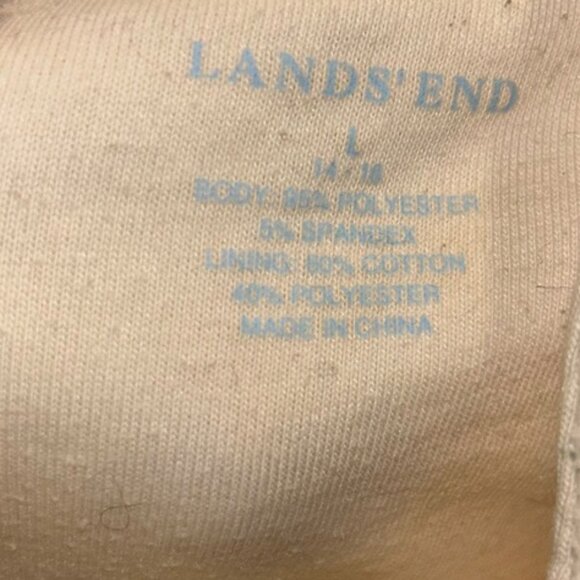 LANDS' END
L
14 - 16
BODY: 95% POLYESTER
5% SPANDEX
LINING: 60% COTTON
40% POLYESTER
MADE IN CHINA